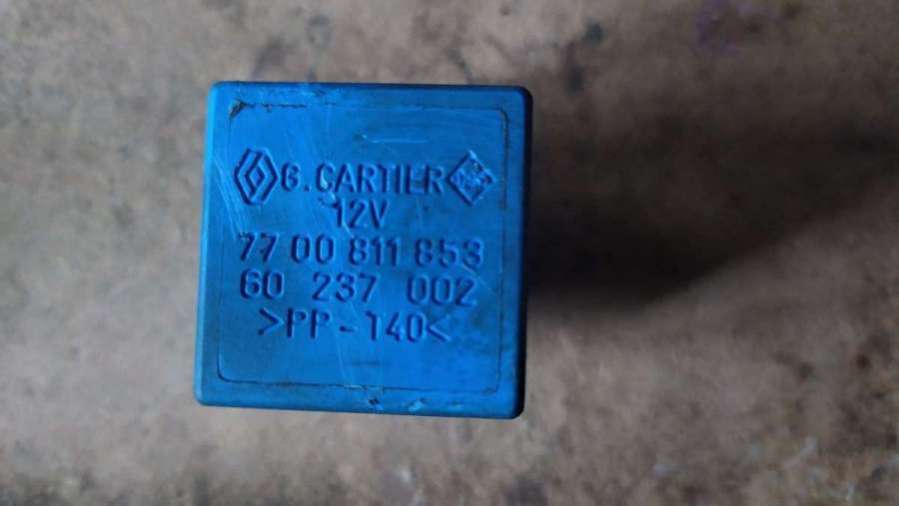 G.CARTIER
12V
77 00 811 853
60 237 002
>PP-140<